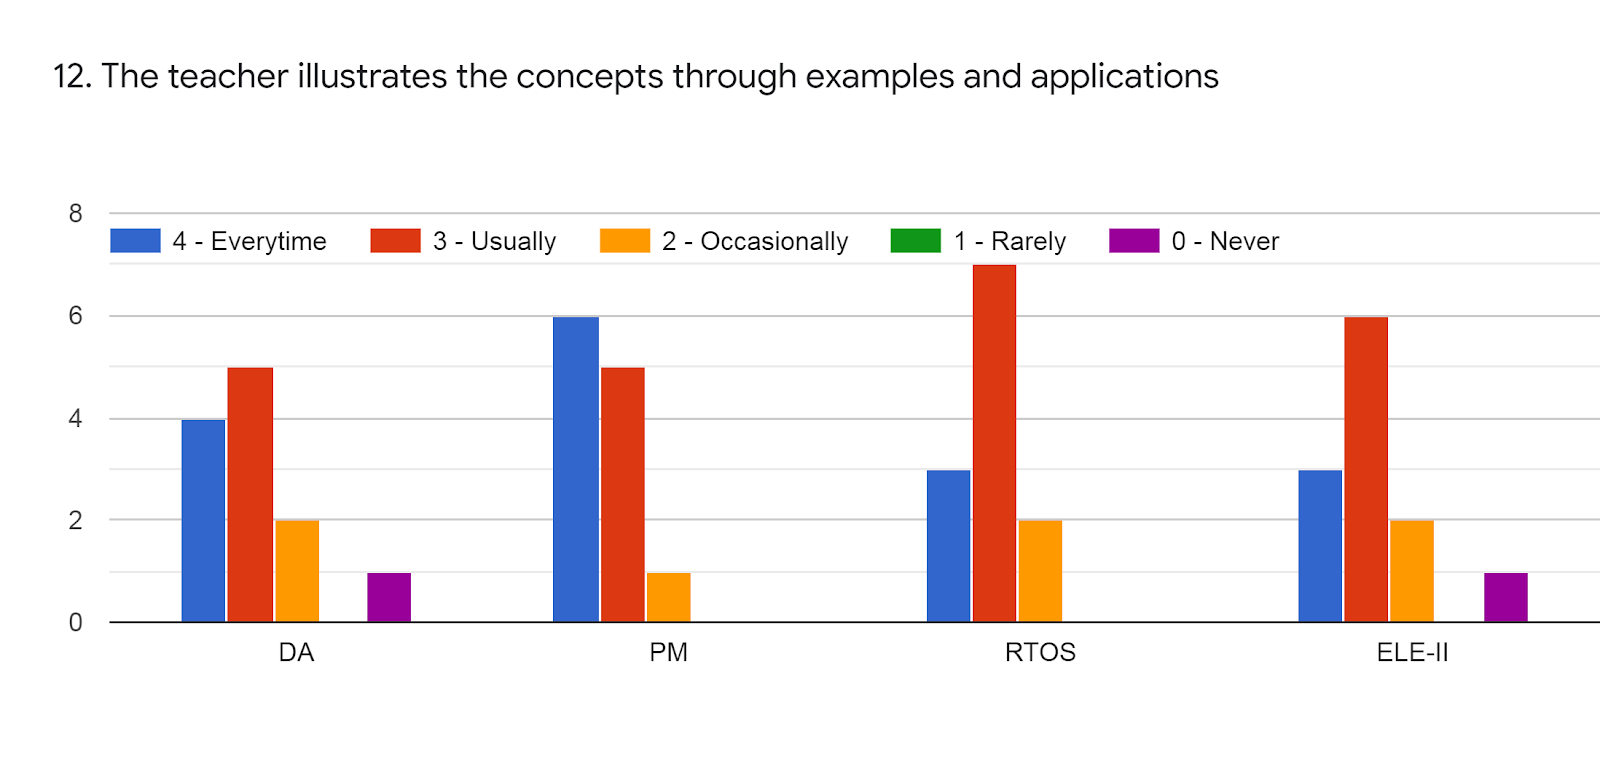 12. The teacher illustrates the concepts through examples and applications
8
4 - Everytime 3 - Usually 2 - Occasionally 1 - Rarely 0 - Never
6
4
2
0
DA PM RTOS ELE-II